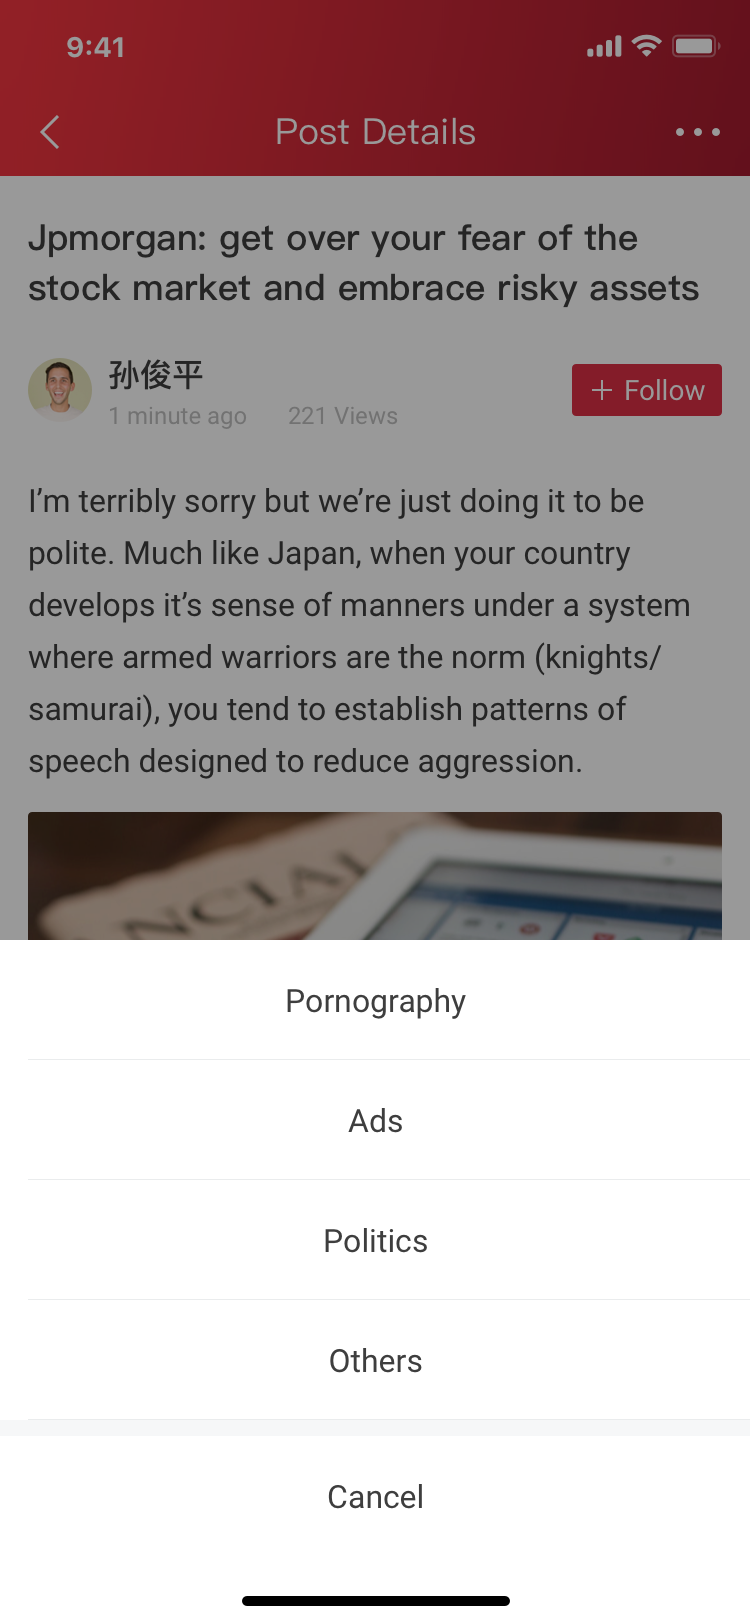 9:41
Post Details
Jpmorgan: get over your fear of the
stock market and embrace risky assets
孙俊平
1 minute ago 221 Views
+ Follow
I’m terribly sorry but we’re just doing it to be
polite. Much like Japan, when your country
develops it’s sense of manners under a system
where armed warriors are the norm (knights/
samurai), you tend to establish patterns of
speech designed to reduce aggression.
NCIAL
Pornography
Ads
Politics
Others
Cancel